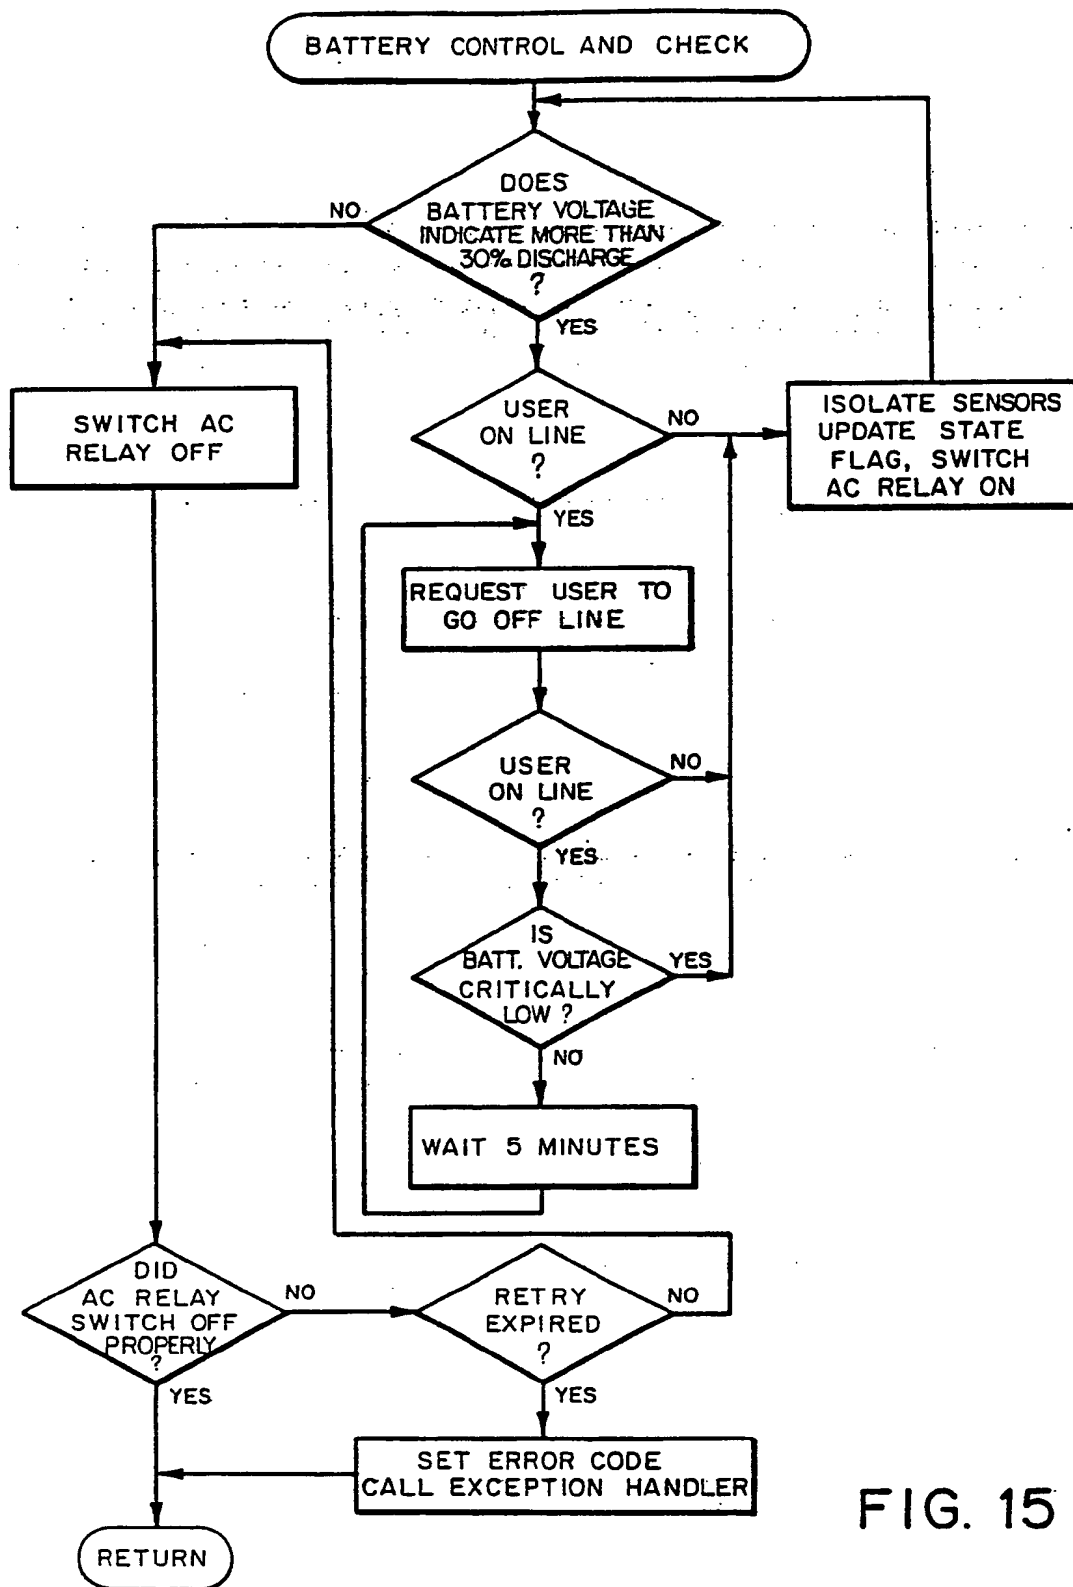 BATTERY CONTROL AND CHECK
DOES
BATTERY VOLTAGE
INDICATE MORE THAN
30% DISCHARGE
?
NO
YES
SWITCH AC
RELAY OFF
USER
ON LINE
?
NO
YES
ISOLATE SENSORS
UPDATE STATE
FLAG, SWITCH
AC RELAY ON
REQUEST USER TO
GO OFF LINE
USER
ON LINE
?
NO
YES
IS
BATT. VOLTAGE
CRITICALLY
LOW ?
YES
NO
WAIT 5 MINUTES
DID
AC RELAY
SWITCH OFF
PROPERLY
?
NO
YES
RETRY
EXPIRED
?
NO
YES
SET ERROR CODE
CALL EXCEPTION HANDLER
RETURN
FIG. 15